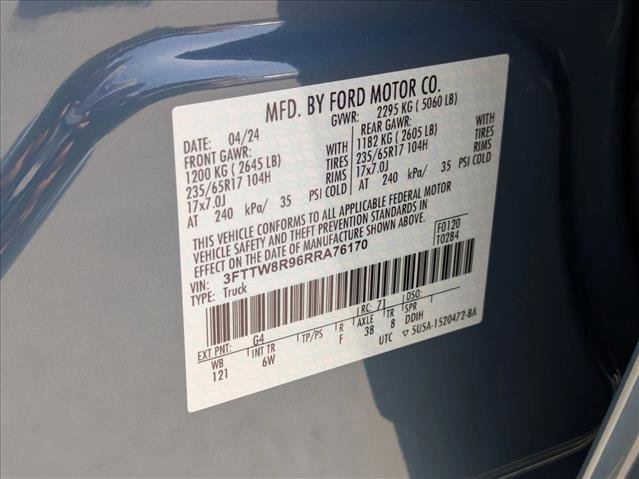 MFD. BY FORD MOTOR CO.
DATE: 04/24 GVWR: 2295 KG ( 5060 LB)
FRONT GAWR: REAR GAWR:
1200 KG ( 2645 LB) WITH 1182 KG ( 2605 LB) WITH
235/65R17 104H TIRES 235/65R17 104H TIRES
17x7.0J RIMS 17x7.0J RIMS
AT 240 kPa/ 35 PSI COLD AT 240 kPa/ 35 PSI COLD
THIS VEHICLE CONFORMS TO ALL APPLICABLE FEDERAL MOTOR
VEHICLE SAFETY AND THEFT PREVENTION STANDARDS IN
EFFECT ON THE DATE OF MANUFACTURE SHOWN ABOVE.
VIN: 3FTTW8R96RRA76170 F0120
TYPE: Truck T0284
EXT PNT: G4 RC: 71 DSO:
WB INT TR TP/PS R AXLE TR SPR
121 6W F 3B 8 DDIH
UTC ▽ 5U5A-1520472-BA